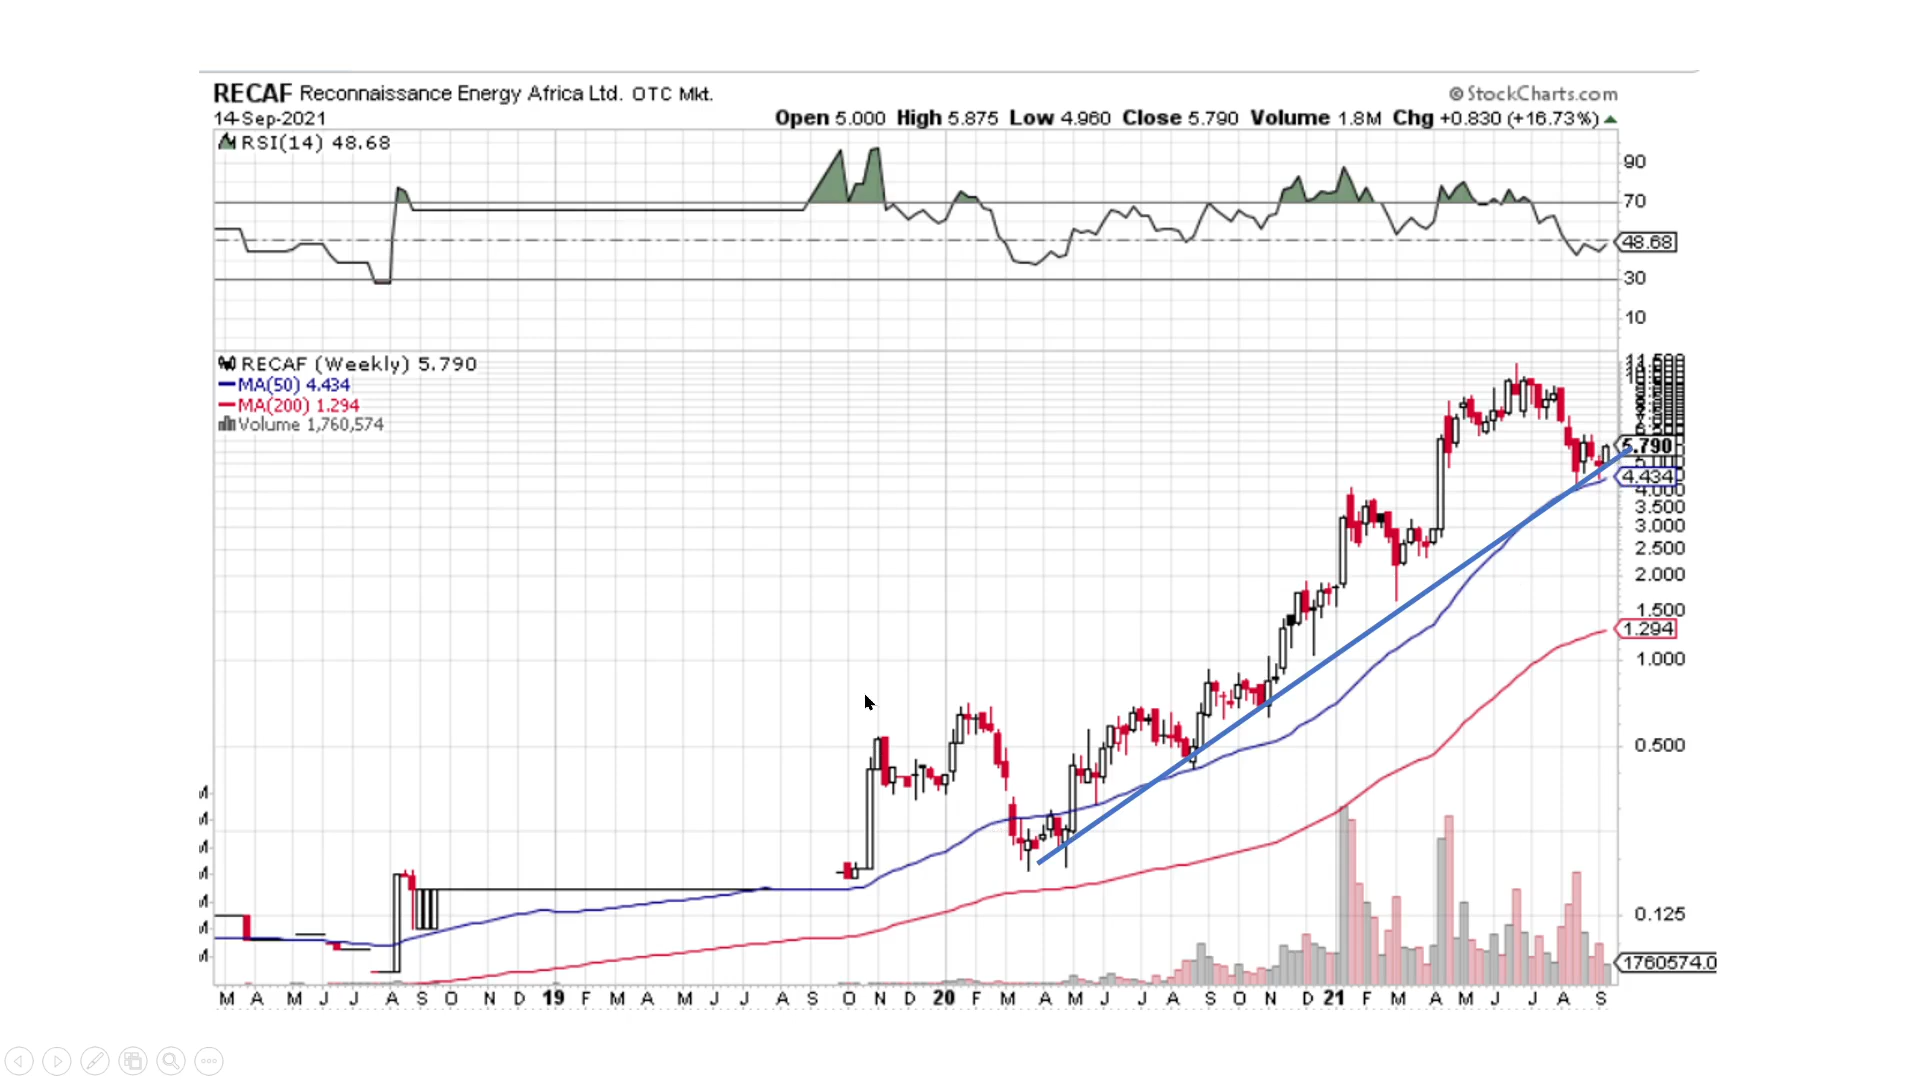 RECAF Reconnaissance Energy Africa Ltd. OTC Mkt.
© StockCharts.com
14-Sep-2021
Open 5.000 High 5.875 Low 4.960 Close 5.790 Volume 1.8M Chg +0.830 (+16.73%)
RSI(14) 48.68
90
70
48.68
30
10
RECAF (Weekly) 5.790
MA(50) 4.434
MA(200) 1.294
Volume 1,760,574
11.500
5.790
4.434
4.000
3.500
3.000
2.500
2.000
1.500
1.294
1.000
0.500
0.125
1760574.0
M A M J J A S O N D 19 F M A M J J A S O N D 20 F M A M J J A S O N D 21 F M A M J J A S